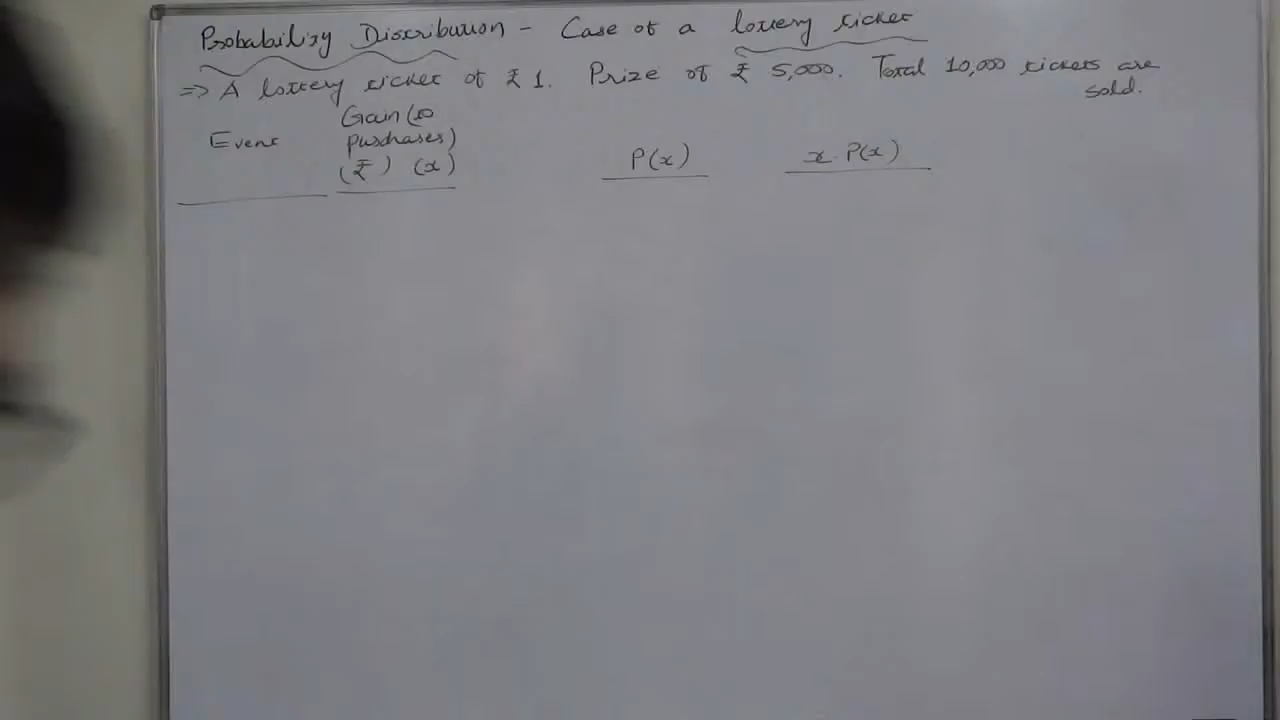 Probability Distribution - Case of a lottery ticket
⇒ A lottery ticket of ₹ 1. Prize of ₹ 5,000. Total 10,000 tickets are
sold.
Event
Gain (to
purchases)
(₹) (x)
P(x)
x. P(x)